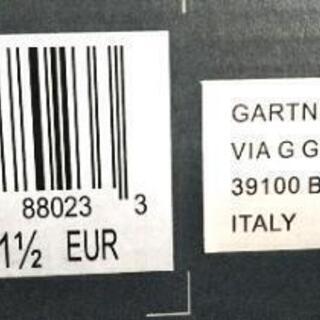 88023 3
1½ EUR
GARTN
VIA G G
39100 B
ITALY